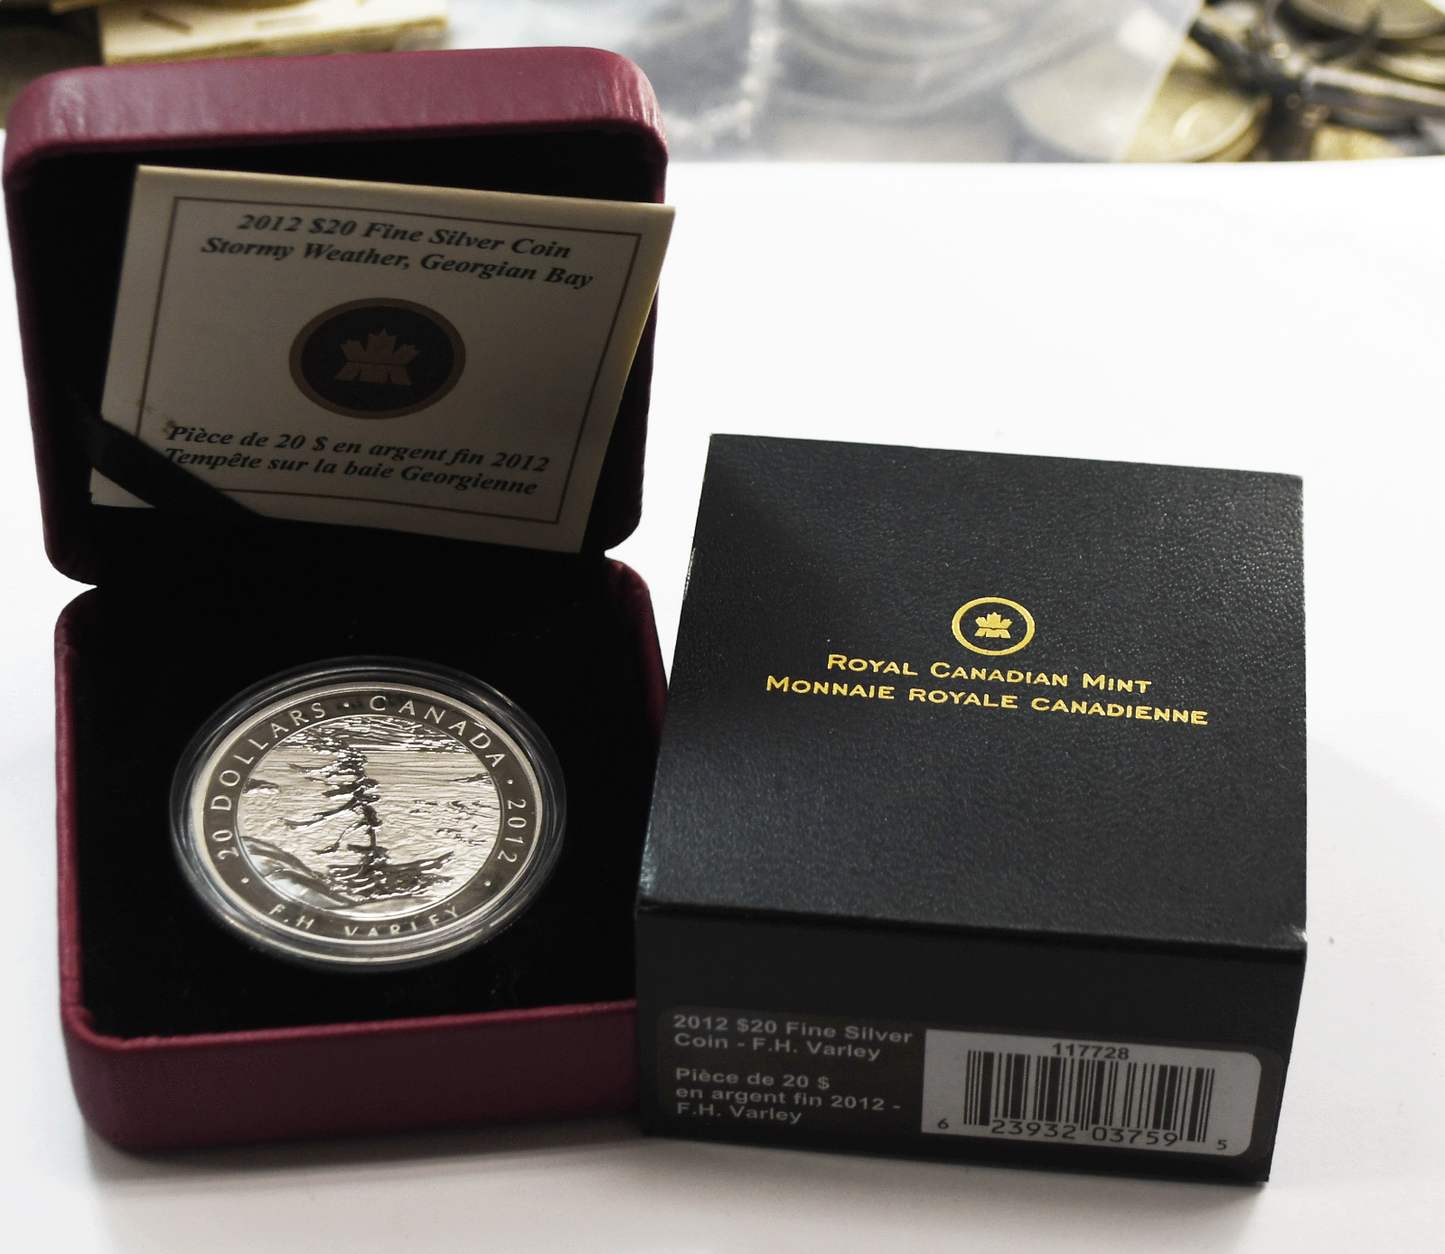 2012 $20 Fine Silver Coin
Stormy Weather, Georgian Bay
Pièce de 20 $ en argent fin 2012
Tempête sur la baie Georgienne
20 DOLLARS · CANADA · 2012 ·
F.H. VARLEY ·
ROYAL CANADIAN MINT
MONNAIE ROYALE CANADIENNE
2012 $20 Fine Silver
Coin - F.H. Varley
Pièce de 20 $
en argent fin 2012 -
F.H. Varley
117728
6 23932 03759 5